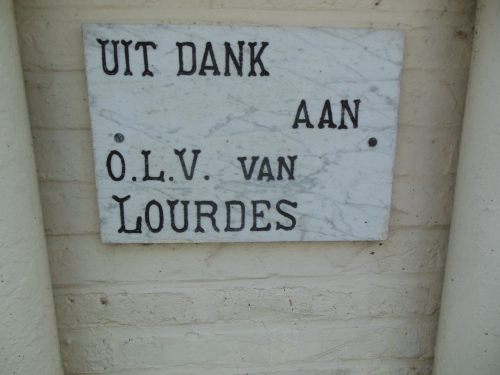 UIT DANK
AAN
O.L.V. VAN
LOURDES